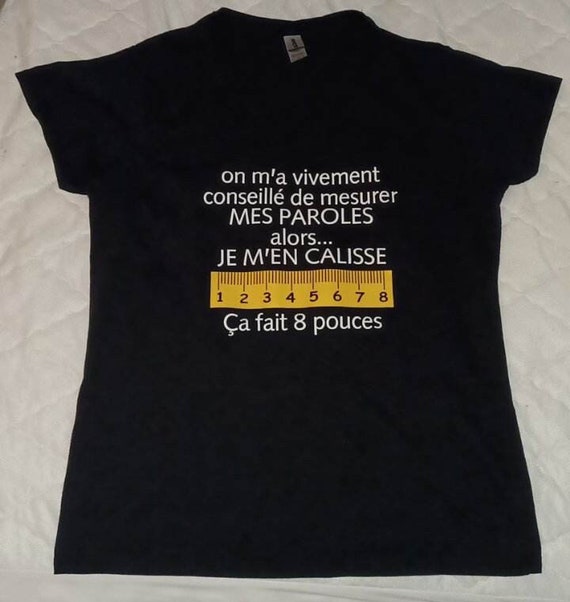 on m'a vivement
conseillé de mesurer
MES PAROLES
alors...
JE M'EN CALISSE
1 2 3 4 5 6 7 8
Ça fait 8 pouces